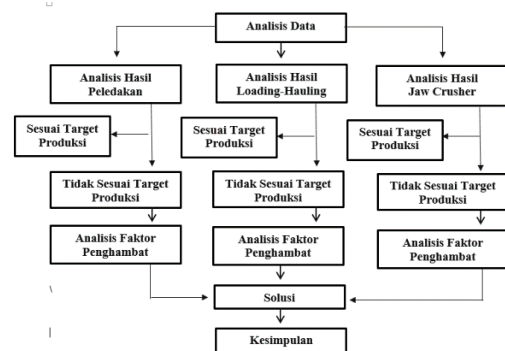 Analisis Data
Analisis Hasil
Peledakan
Analisis Hasil
Loading-Hauling
Analisis Hasil
Jaw Crusher
Sesuai Target
Produksi
Sesuai Target
Produksi
Sesuai Target
Produksi
Tidak Sesuai Target
Produksi
Tidak Sesuai Target
Produksi
Tidak Sesuai Target
Produksi
Analisis Faktor
Penghambat
Analisis Faktor
Penghambat
Analisis Faktor
Penghambat
Solusi
Kesimpulan